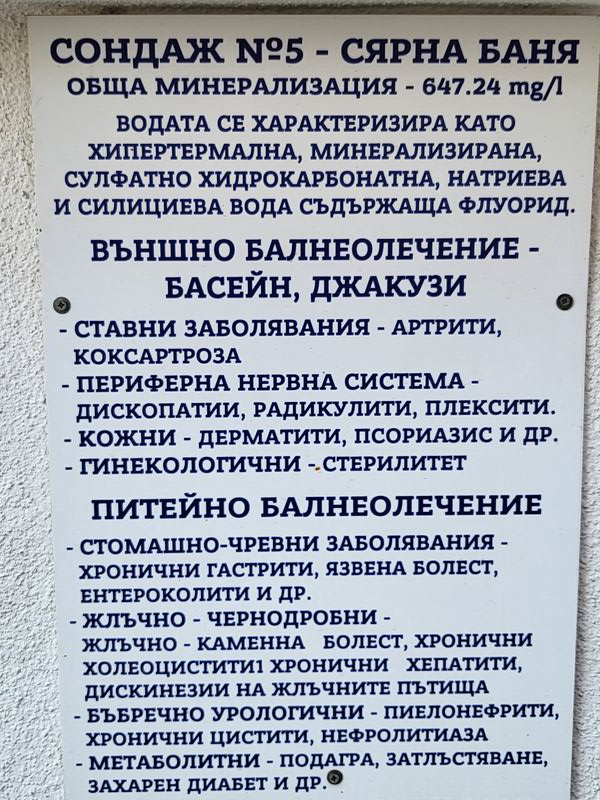 СОНДАЖ №5 - СЯРНА БАНЯ
ОБЩА МИНЕРАЛИЗАЦИЯ - 647.24 mg/l
ВОДАТА СЕ ХАРАКТЕРИЗИРА КАТО
ХИПЕРТЕРМАЛНА, МИНЕРАЛИЗИРАНА,
СУЛФАТНО ХИДРОКАРБОНАТНА, НАТРИЕВА
И СИЛИЦИЕВА ВОДА СЪДЪРЖАЩА ФЛУОРИД.
ВЪНШНО БАЛНЕОЛЕЧЕНИЕ -
БАСЕЙН, ДЖАКУЗИ
- СТАВНИ ЗАБОЛЯВАНИЯ - АРТРИТИ,
КОКСАРТРОЗА
- ПЕРИФЕРНА НЕРВНА СИСТЕМА -
ДИСКОПАТИИ, РАДИКУЛИТИ, ПЛЕКСИТИ.
- КОЖНИ - ДЕРМАТИТИ, ПСОРИАЗИС И ДР.
- ГИНЕКОЛОГИЧНИ - СТЕРИЛИТЕТ
ПИТЕЙНО БАЛНЕОЛЕЧЕНИЕ
- СТОМАШНО-ЧРЕВНИ ЗАБОЛЯВАНИЯ -
ХРОНИЧНИ ГАСТРИТИ, ЯЗВЕНА БОЛЕСТ,
ЕНТЕРОКОЛИТИ И ДР.
- ЖЛЪЧНО - ЧЕРНОДРОБНИ -
ЖЛЪЧНО - КАМЕННА БОЛЕСТ, ХРОНИЧНИ
ХОЛЕОЦИСТИТИ1 ХРОНИЧНИ ХЕПАТИТИ,
ДИСКИНЕЗИИ НА ЖЛЪЧНИТЕ ПЪТИЩА
- БЪБРЕЧНО УРОЛОГИЧНИ - ПИЕЛОНЕФРИТИ,
ХРОНИЧНИ ЦИСТИТИ, НЕФРОЛИТИАЗА
- МЕТАБОЛИТНИ - ПОДАГРА, ЗАТЛЪСТЯВАНЕ,
ЗАХАРЕН ДИАБЕТ И ДР.